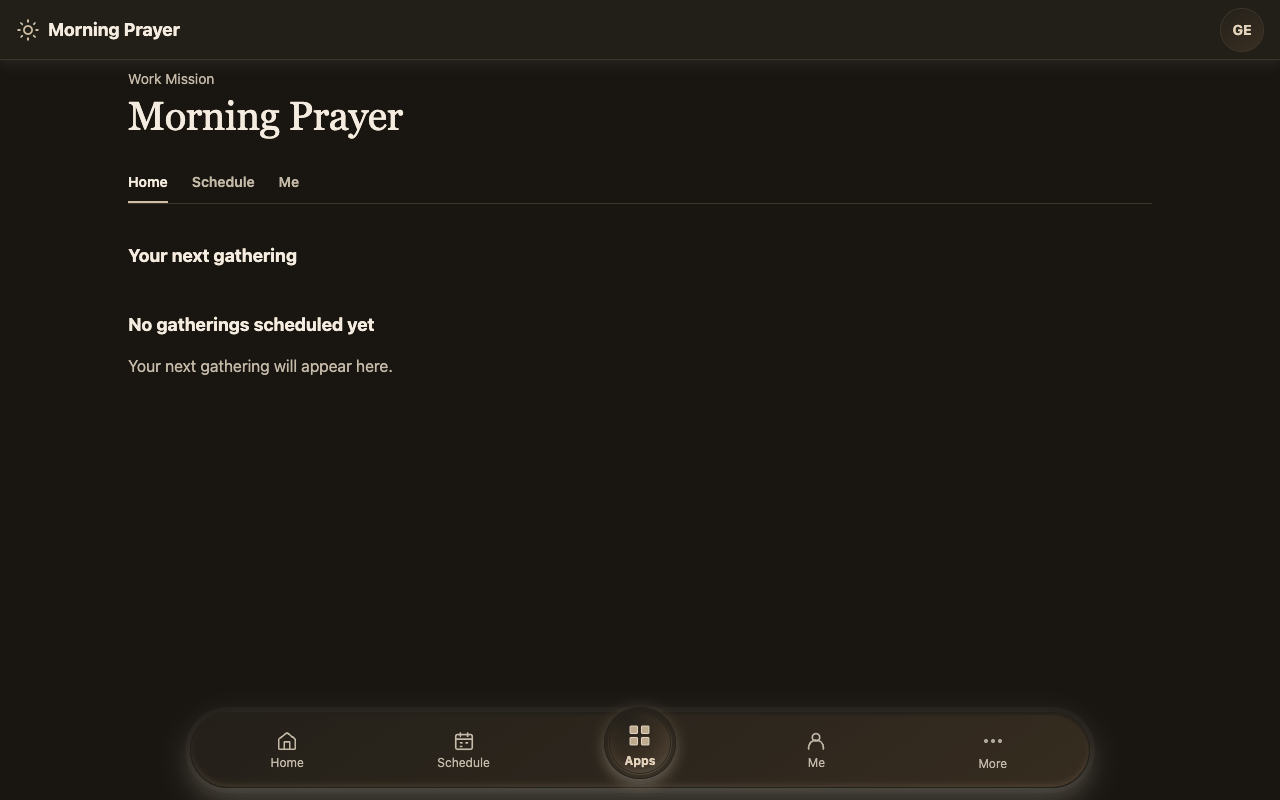 Morning Prayer
GE
Work Mission
Morning Prayer
Home
Schedule
Me
Your next gathering
No gatherings scheduled yet
Your next gathering will appear here.
Home
Schedule
Apps
Me
More